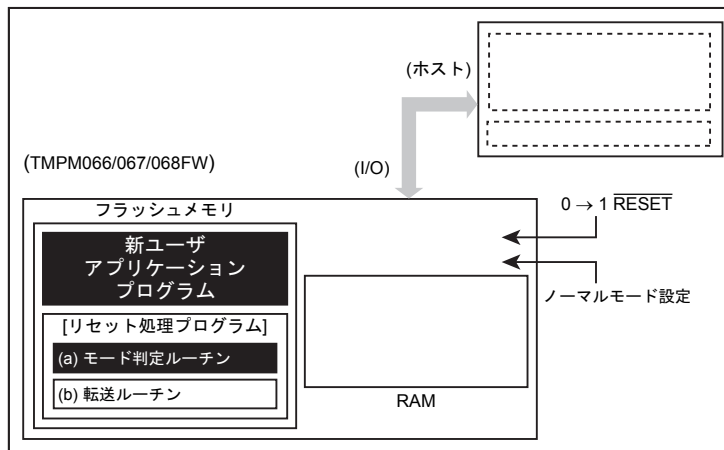 (ホスト)
(TMPM066/067/068FW)
(I/O)
フラッシュメモリ
0 → 1 RESET
新ユーザ
アプリケーション
プログラム
ノーマルモード設定
[リセット処理プログラム]
(a) モード判定ルーチン
(b) 転送ルーチン
RAM